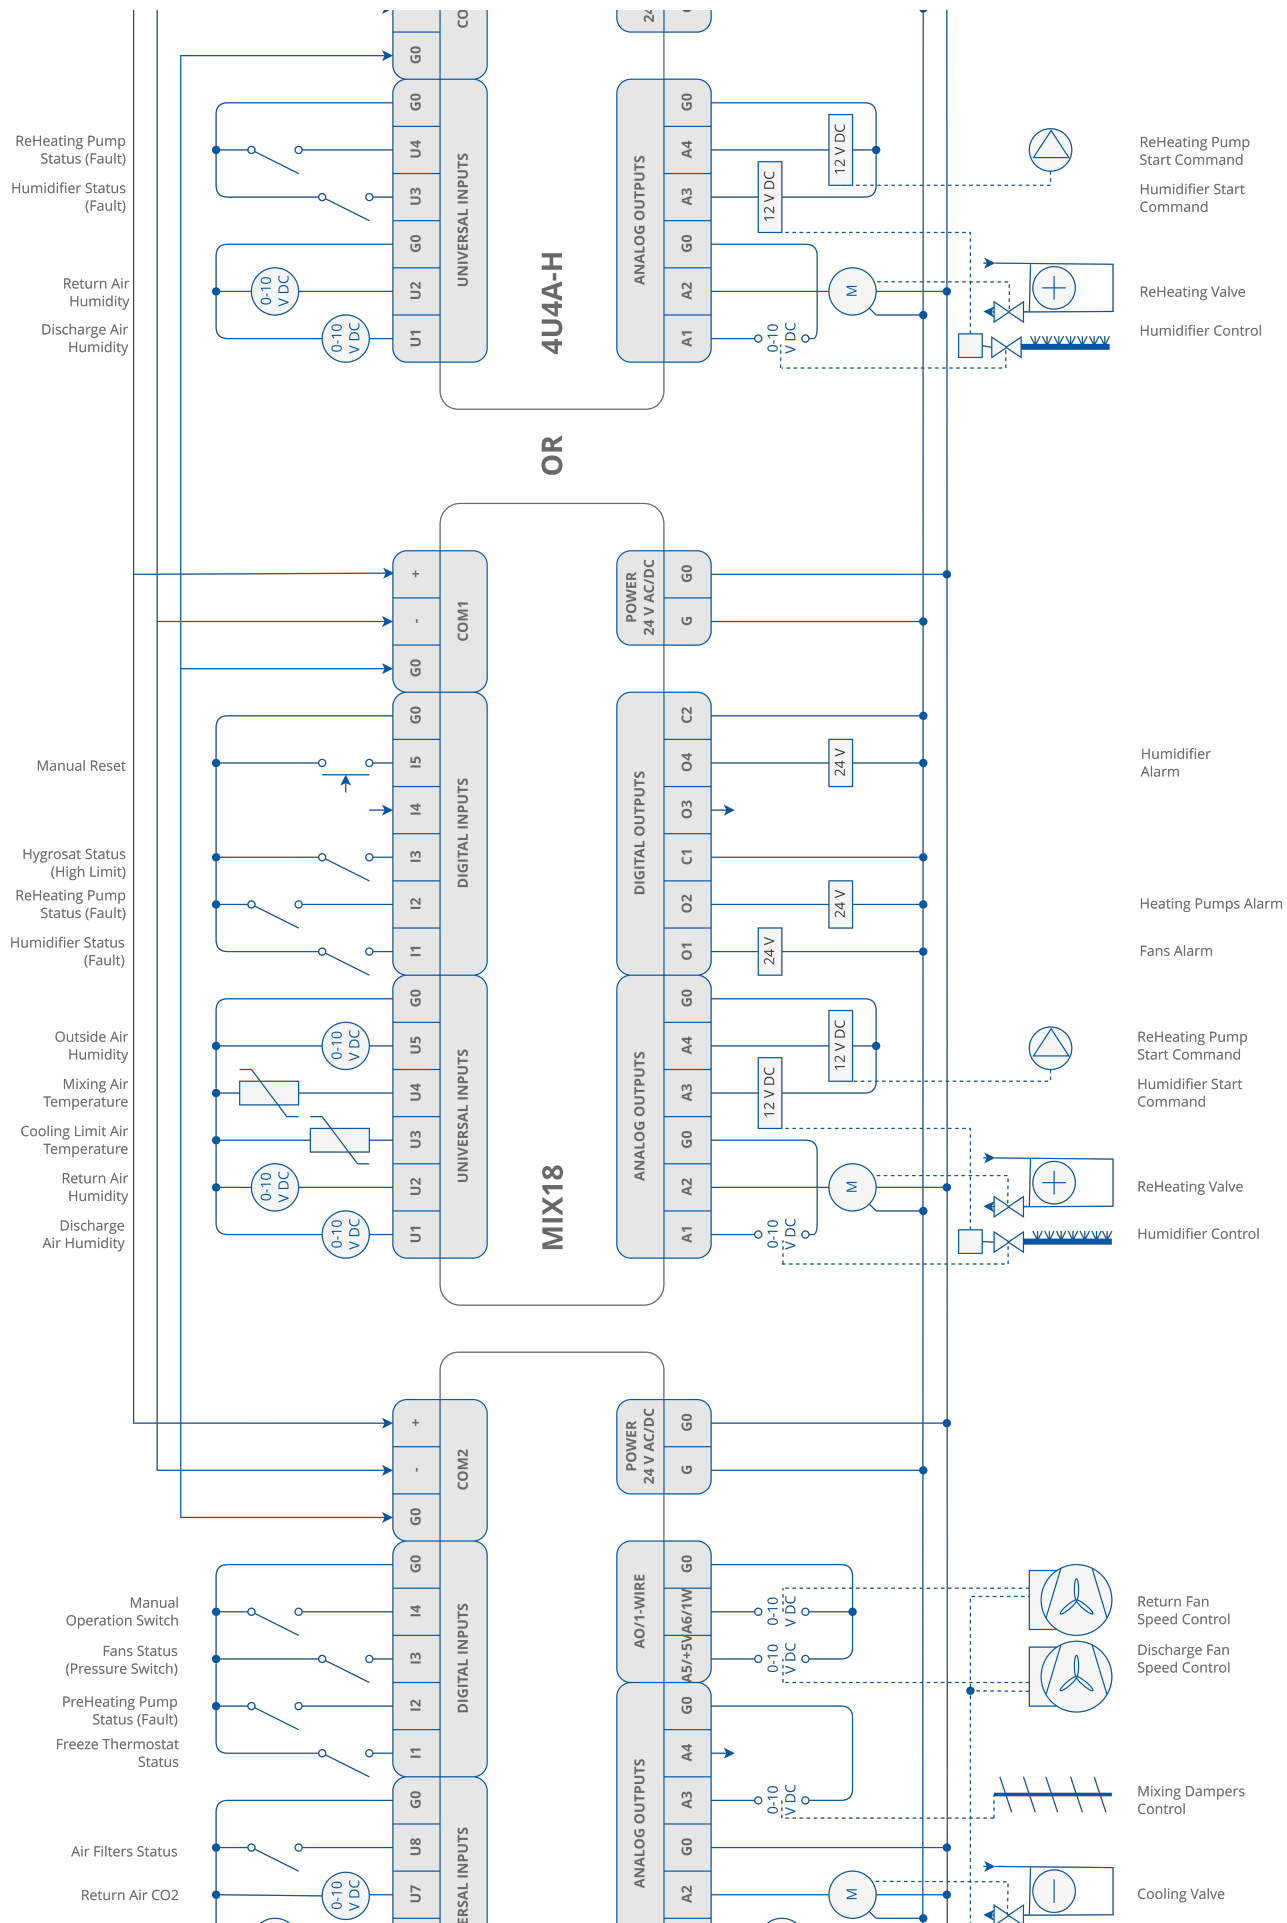 CO
G0
24
G0
U4
U3
G0
U2
U1
UNIVERSAL INPUTS
ReHeating Pump
Status (Fault)
Humidifier Status
(Fault)
Return Air
Humidity
Discharge Air
Humidity
0-10
V DC
0-10
V DC
4U4A-H
ANALOG OUTPUTS
G0
A4
A3
G0
A2
A1
12 V DC
12 V DC
M
0-10
V DC
ReHeating Pump
Start Command
Humidifier Start
Command
ReHeating Valve
Humidifier Control
OR
+
-
G0
COM1
POWER
24 V AC/DC
G0
G
G0
I5
I4
I3
I2
I1
DIGITAL INPUTS
Manual Reset
Hygrosat Status
(High Limit)
ReHeating Pump
Status (Fault)
Humidifier Status
(Fault)
DIGITAL OUTPUTS
C2
O4
O3
C1
O2
O1
24 V
24 V
24 V
Humidifier
Alarm
Heating Pumps Alarm
Fans Alarm
G0
U5
U4
U3
G0
U2
U1
UNIVERSAL INPUTS
Outside Air
Humidity
Mixing Air
Temperature
Cooling Limit Air
Temperature
Return Air
Humidity
Discharge
Air Humidity
0-10
V DC
0-10
V DC
0-10
V DC
MIX18
ANALOG OUTPUTS
G0
A4
A3
G0
A2
A1
12 V DC
12 V DC
M
0-10
V DC
ReHeating Pump
Start Command
Humidifier Start
Command
ReHeating Valve
Humidifier Control
+
-
G0
COM2
POWER
24 V AC/DC
G0
G
G0
I4
I3
I2
I1
DIGITAL INPUTS
Manual
Operation Switch
Fans Status
(Pressure Switch)
PreHeating Pump
Status (Fault)
Freeze Thermostat
Status
AO/1-WIRE
G0
A6/1W
A5/+5V
0-10
V DC
0-10
V DC
Return Fan
Speed Control
Discharge Fan
Speed Control
G0
U8
U7
ERSAL INPUTS
Air Filters Status
Return Air CO2
0-10
V DC
ANALOG OUTPUTS
G0
A4
A3
G0
A2
0-10
V DC
M
Mixing Dampers
Control
Cooling Valve